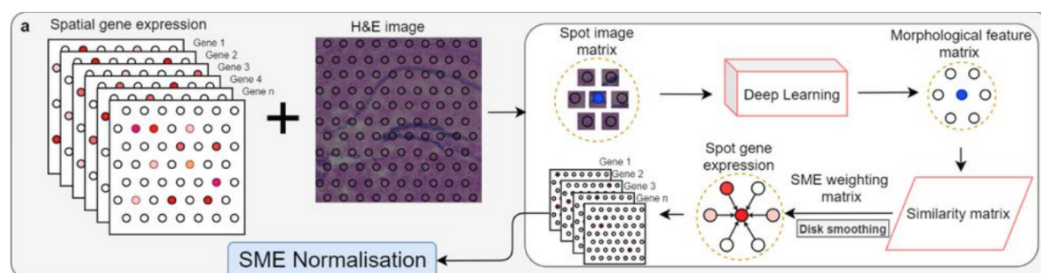 a
Spatial gene expression
Gene 1
Gene 2
Gene 3
Gene 4
Gene n
H&E image
Spot image
matrix
Deep Learning
Morphological feature
matrix
Similarity matrix
SME weighting
matrix
Disk smoothing
Spot gene
expression
Gene 1
Gene 2
Gene 3
Gene n
SME Normalisation